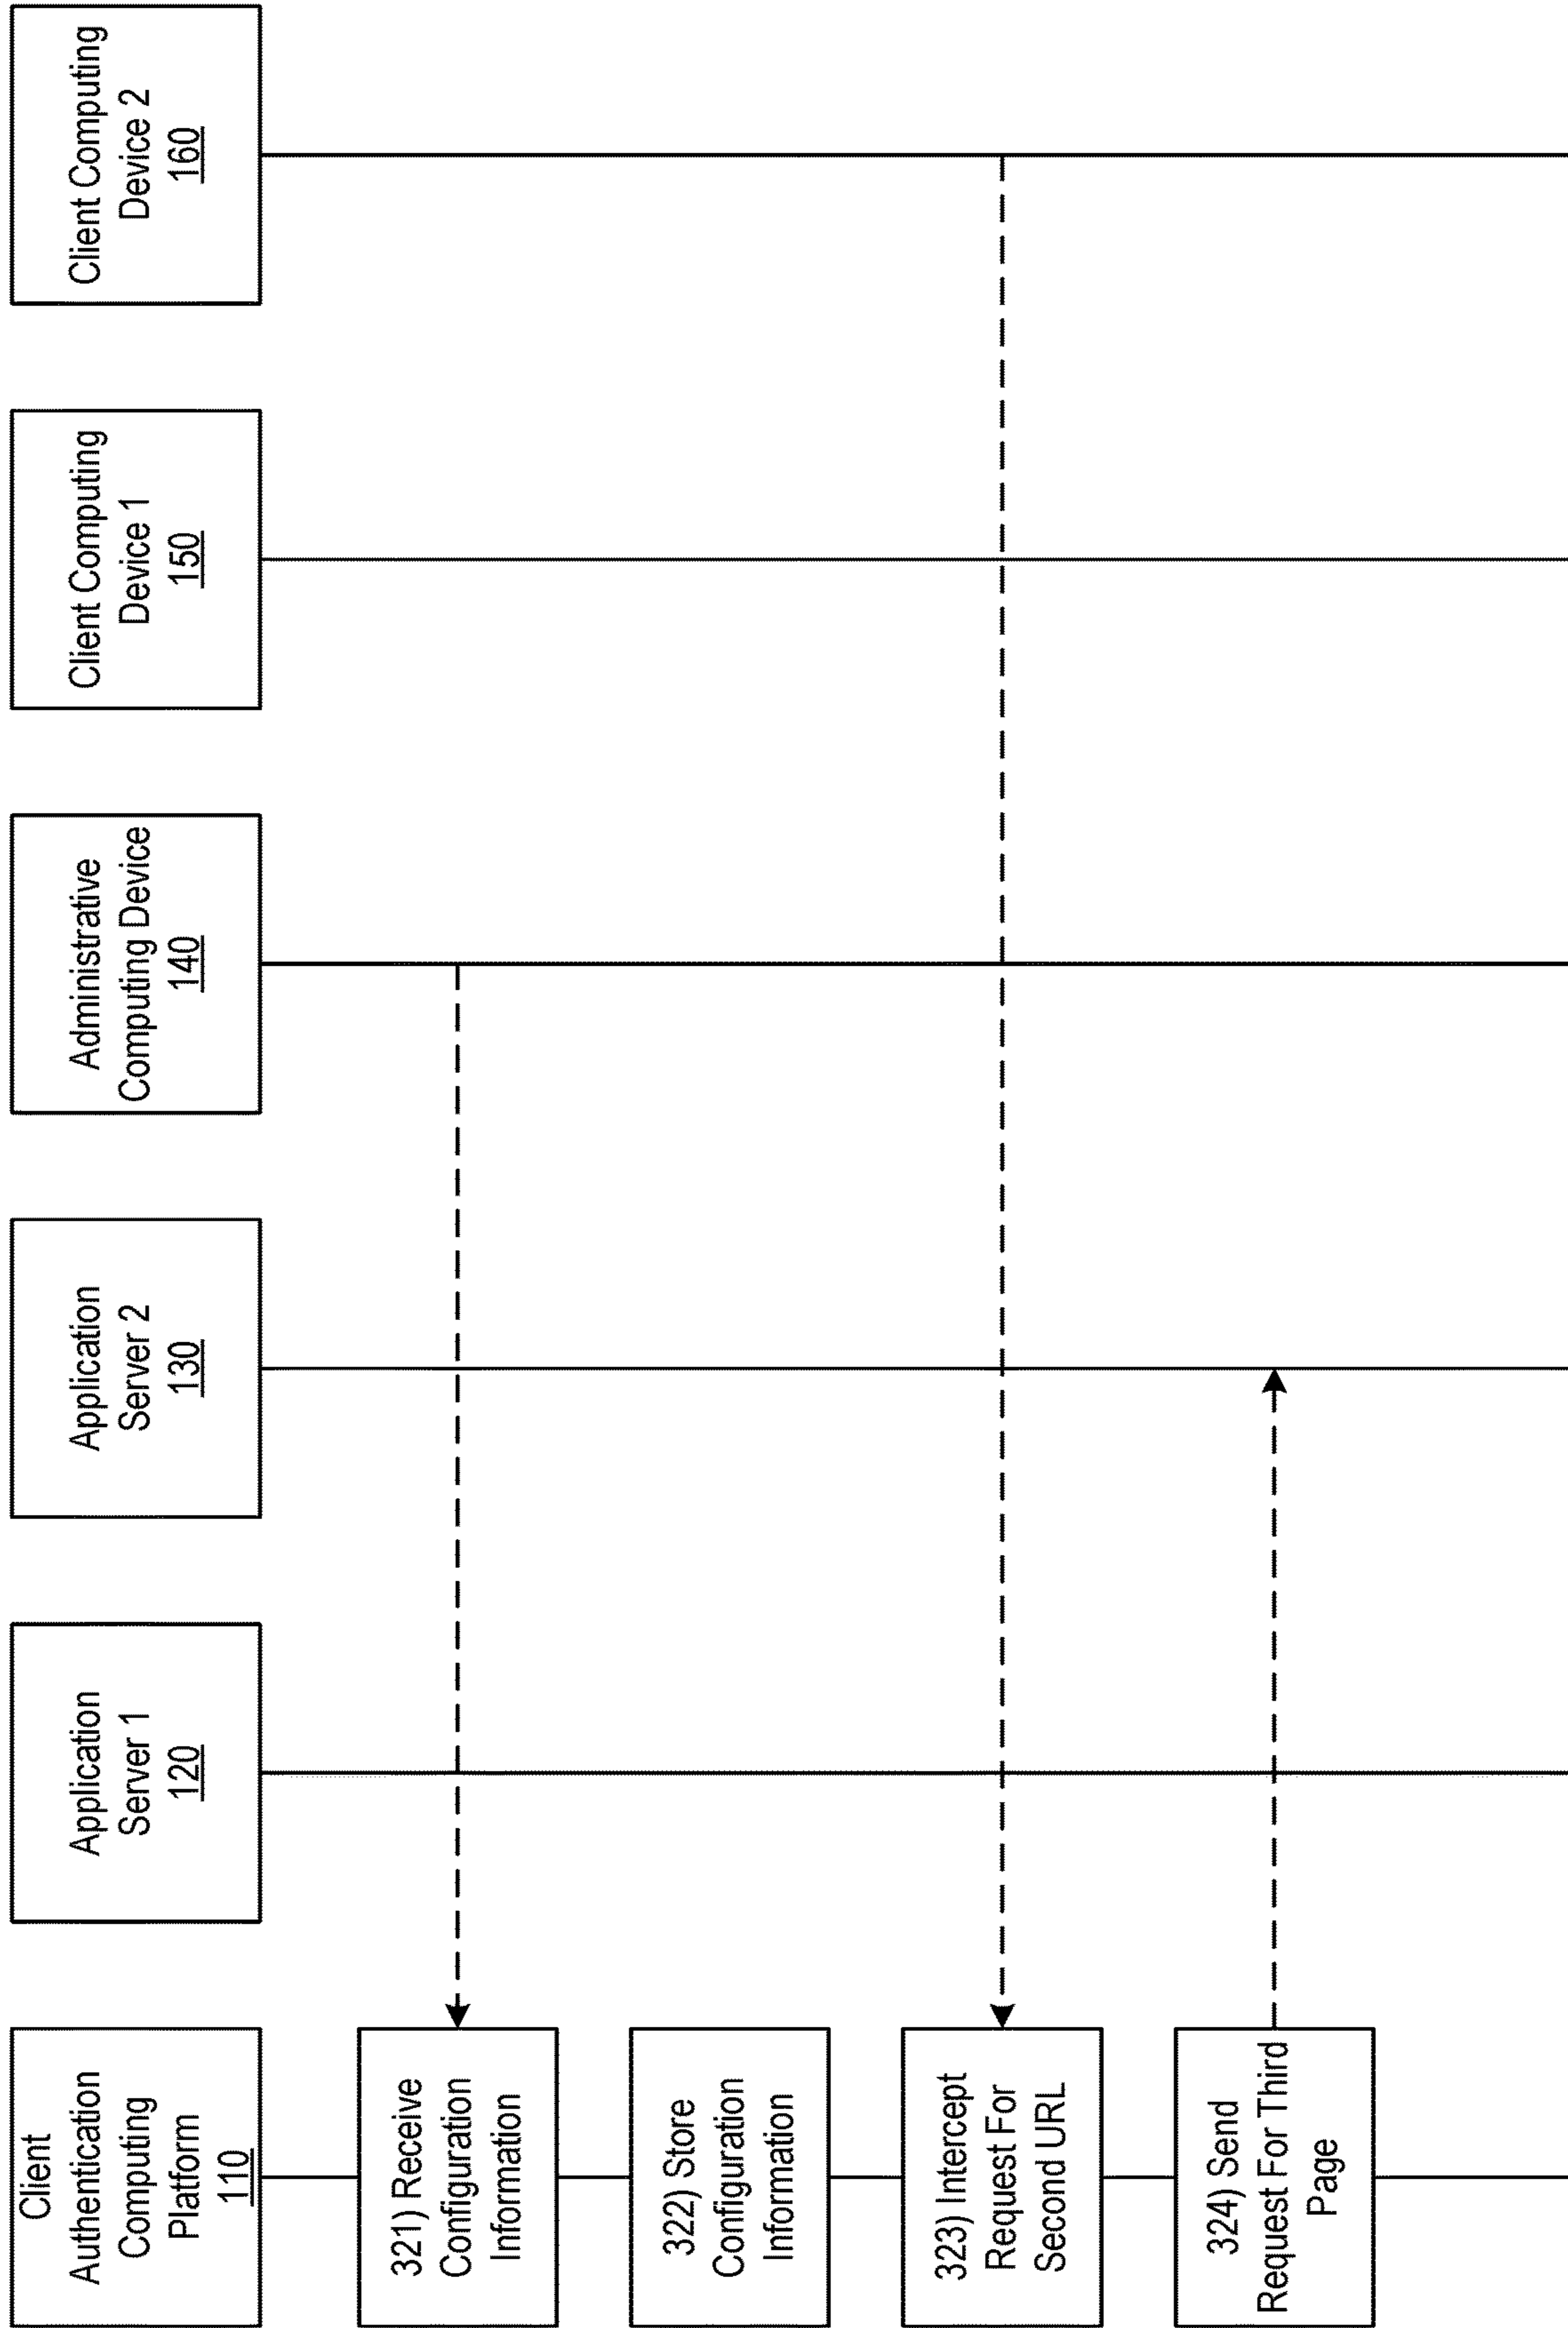 Client
Authentication
Computing
Platform
110
Application
Server 1
120
Application
Server 2
130
Administrative
Computing Device
140
Client Computing
Device 1
150
Client Computing
Device 2
160
321) Receive
Configuration
Information
322) Store
Configuration
Information
323) Intercept
Request For
Second URL
324) Send
Request For Third
Page